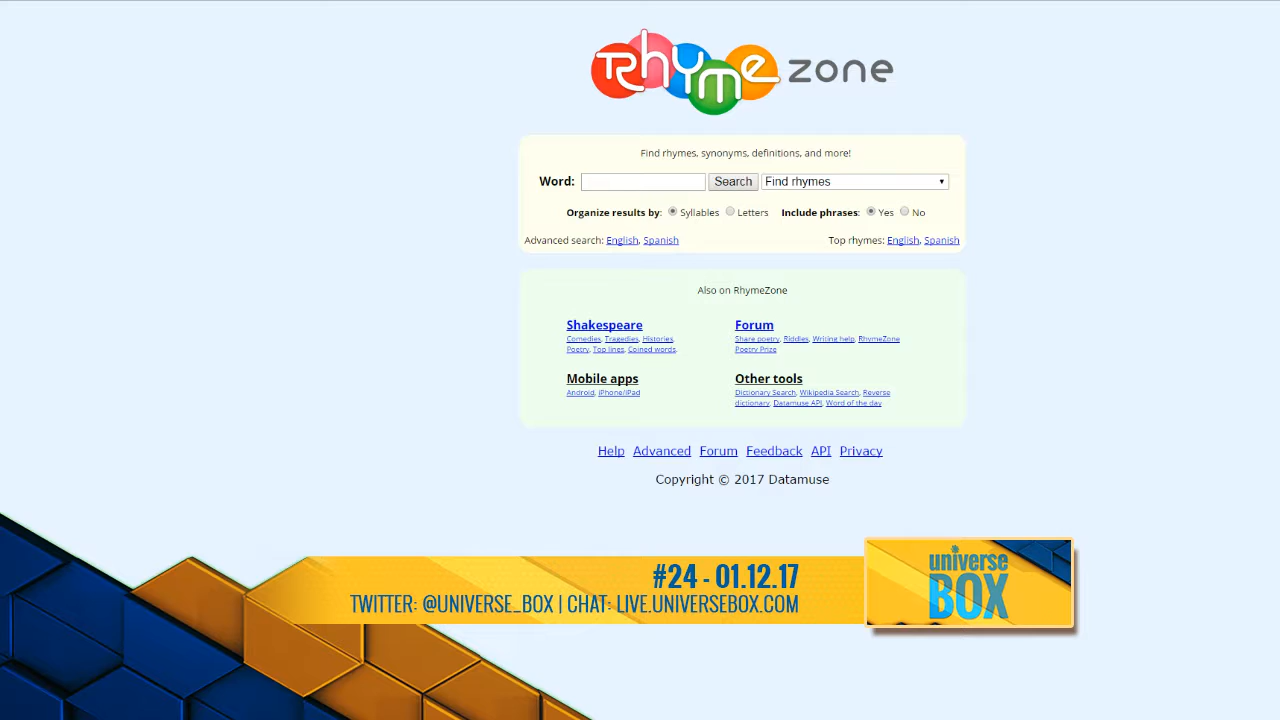 Rhyme zone
Find rhymes, synonyms, definitions, and more!
Word: Search Find rhymes
Organize results by: Syllables Letters Include phrases: Yes No
Advanced search: English, Spanish Top rhymes: English, Spanish
Also on RhymeZone
Shakespeare
Comedies, Tragedies, Histories,
Poetry, Top lines, Coined words,
Forum
Share poetry, Riddles, Writing help, RhymeZone
Poetry Prize
Mobile apps
Android, iPhone/iPad
Other tools
Dictionary Search, Wikipedia Search, Reverse
dictionary, Datamuse API, Word of the day
Help Advanced Forum Feedback API Privacy
Copyright © 2017 Datamuse
#24 - 01.12.17
TWITTER: @UNIVERSE_BOX | CHAT: LIVE.UNIVERSEBOX.COM
universe
BOX